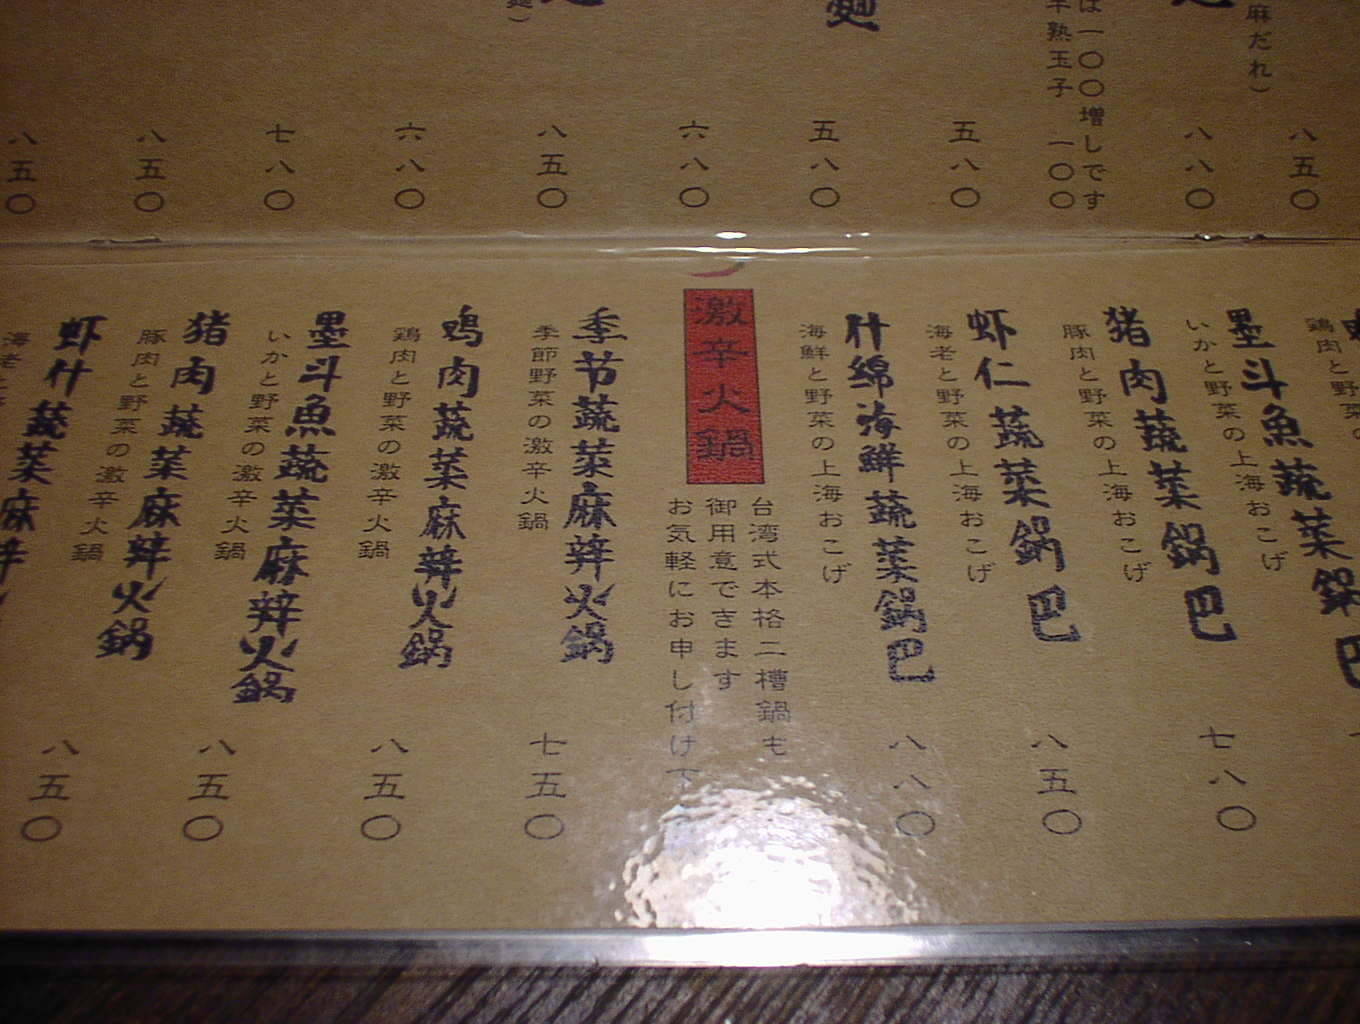 麻だれ）
は一〇〇増しです
半熟玉子 一〇〇
麺
八五〇
八八〇
五八〇
五八〇
六八〇
八五〇
六八〇
七八〇
八五〇
八五〇
鶏肉と野菜
墨斗魚蔬菜鍋巴
いかと野菜の上海おこげ
猪肉蔬菜鍋巴
豚肉と野菜の上海おこげ
七八〇
虾仁蔬菜鍋巴
海老と野菜の上海おこげ
八五〇
什綿海鮮蔬菜鍋巴
海鮮と野菜の上海おこげ
八八〇
激辛火鍋
台湾式本格二槽鍋も
御用意できます
お気軽にお申し付け下
季节蔬菜麻辣火鍋
季節野菜の激辛火鍋
七五〇
鸡肉蔬菜麻辣火鍋
鶏肉と野菜の激辛火鍋
八五〇
墨斗魚蔬菜麻辣火鍋
いかと野菜の激辛火鍋
八五〇
猪肉蔬菜麻辣火鍋
豚肉と野菜の激辛火鍋
八五〇
虾什蔬菜麻辣
海老と